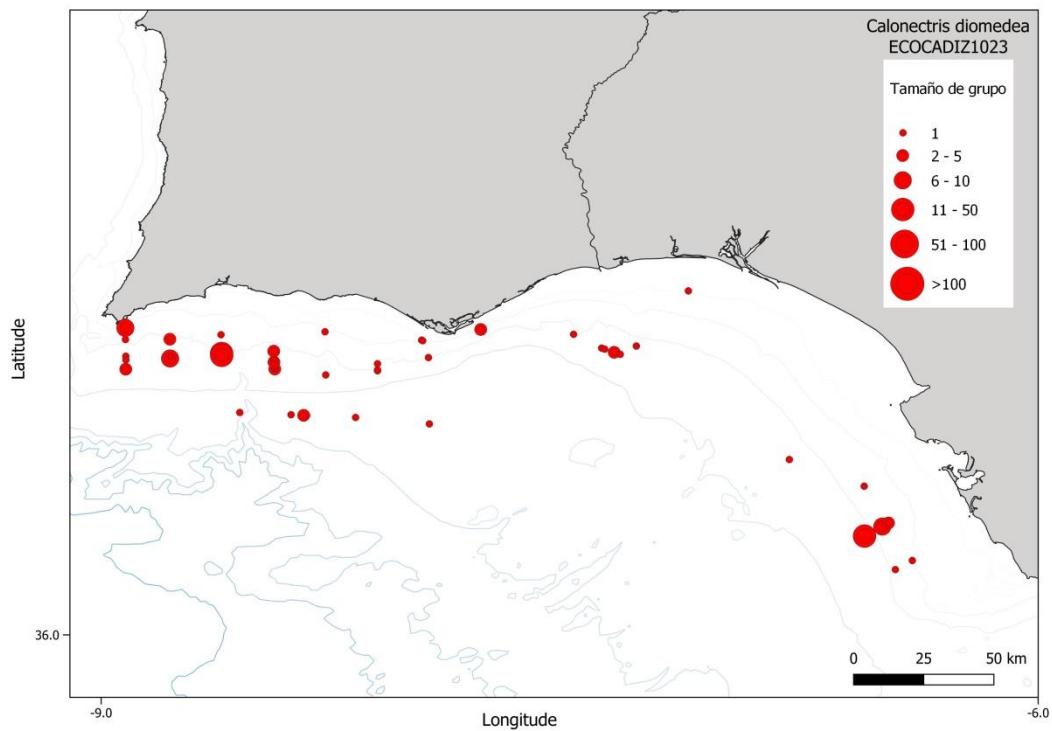 Calonectris diomedea
ECOCADIZ1023
Tamaño de grupo
1
2 - 5
6 - 10
11 - 50
51 - 100
>100
Latitude
36.0
0 25 50 km
-9.0
-6.0
Longitude